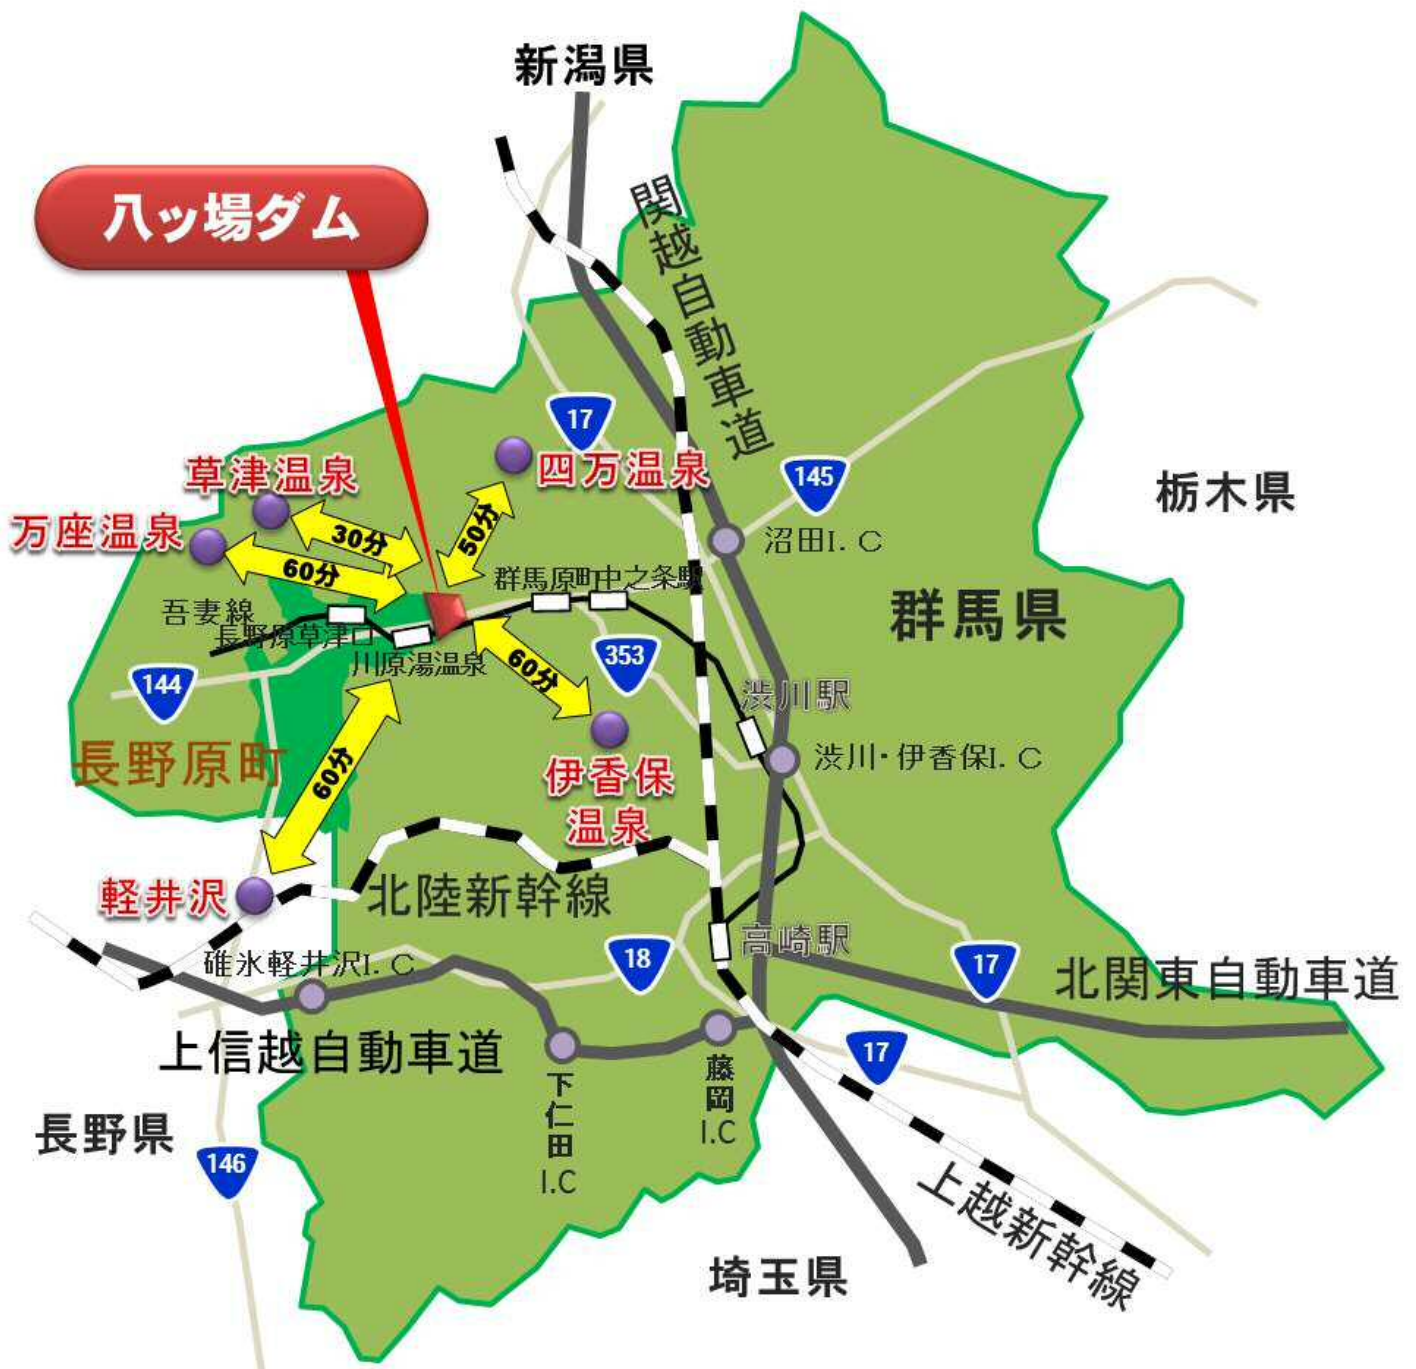 新潟県
八ッ場ダム
関越自動車道
17
草津温泉
四万温泉
145
栃木県
万座温泉
30分
50分
沼田I.C
60分
群馬原町
中之条駅
吾妻線
群馬県
長野原草津口
川原湯温泉
60分
353
144
渋川駅
長野原町
60分
渋川・伊香保I.C
伊香保
温泉
軽井沢
北陸新幹線
高崎駅
碓氷軽井沢I.C
18
17
北関東自動車道
上信越自動車道
17
下仁田
I.C
藤岡
I.C
長野県
146
上越新幹線
埼玉県